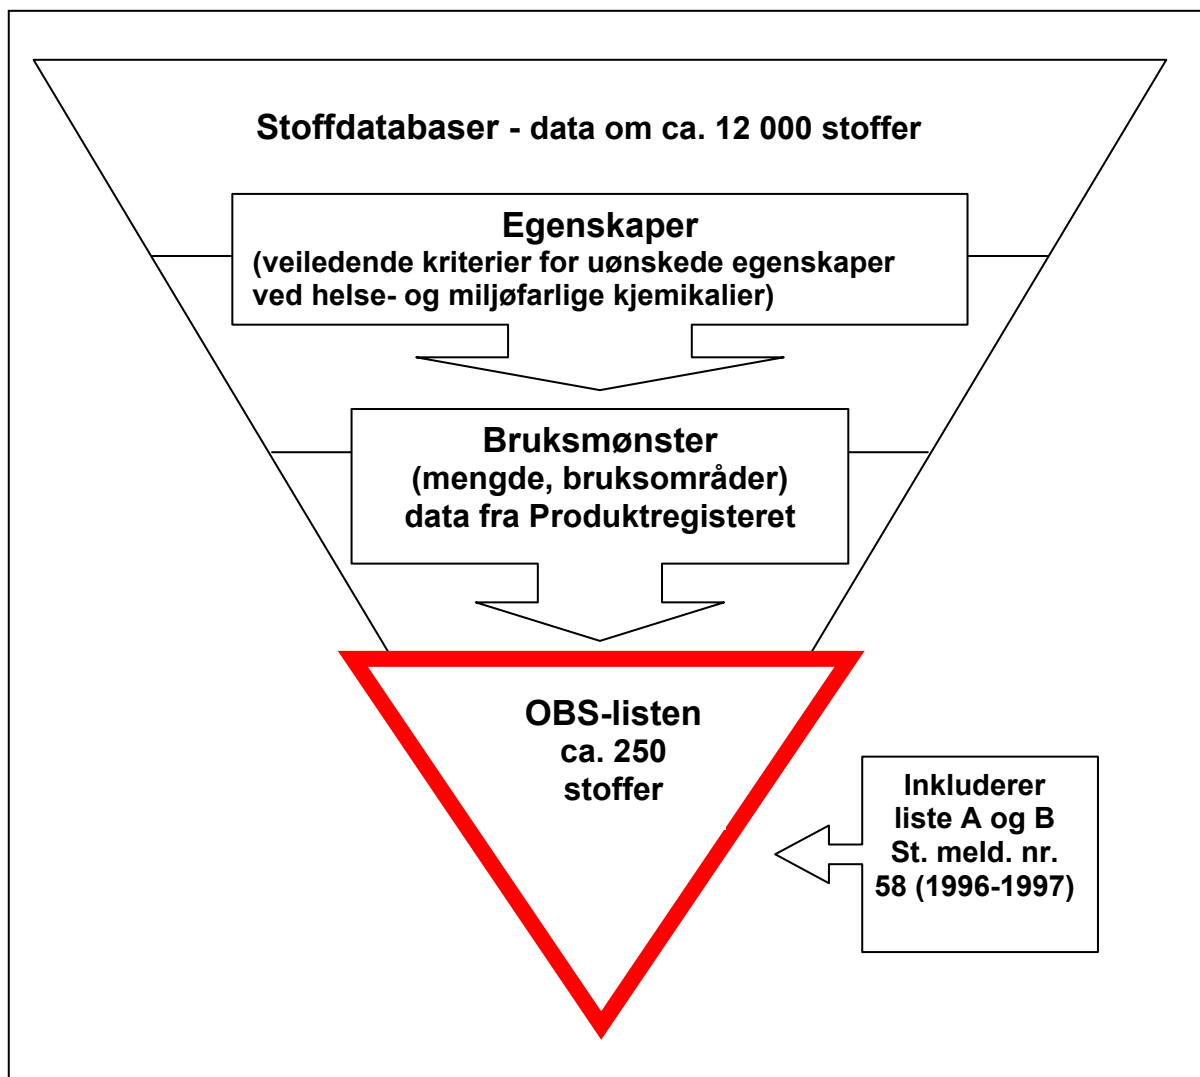 Stoffdatabaser - data om ca. 12 000 stoffer
Egenskaper
(veiledende kriterier for uønskede egenskaper
ved helse- og miljøfarlige kjemikalier)
Bruksmønster
(mengde, bruksområder)
data fra Produktregisteret
OBS-listen
ca. 250
stoffer
Inkluderer
liste A og B
St. meld. nr.
58 (1996-1997)